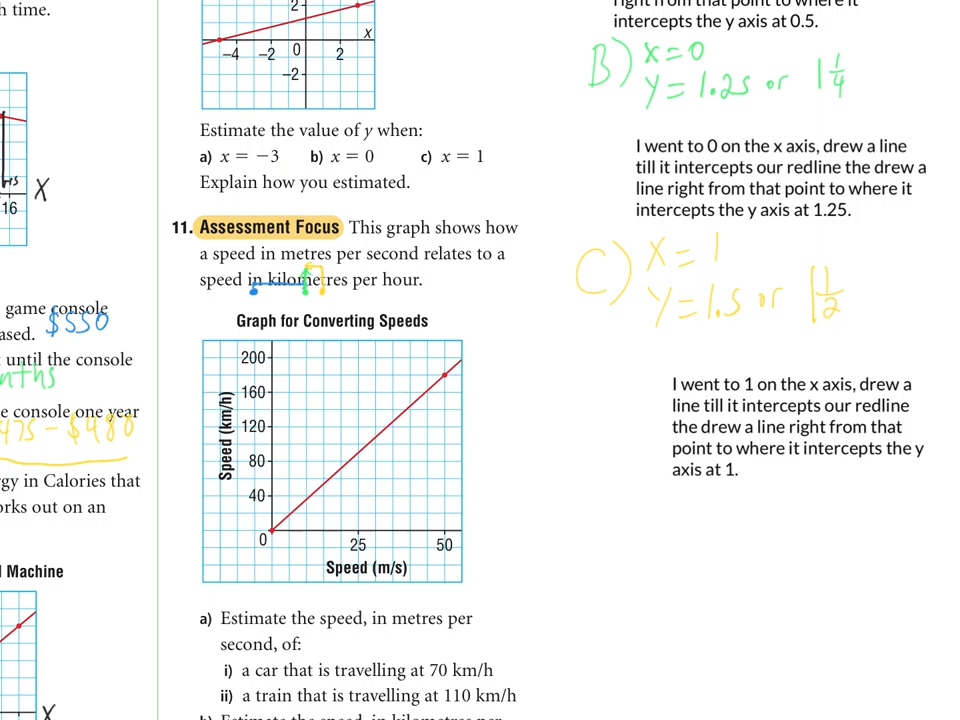 h time.
16
X
game console
$550
ased.
until the console
nths
e console one year
475 - $480
rgy in Calories that
orks out on an
l Machine
X
2
x
-4 -2 0 2
-2
Estimate the value of y when:
a) x = −3 b) x = 0 c) x = 1
Explain how you estimated.
11. Assessment Focus This graph shows how
a speed in metres per second relates to a
speed in kilometres per hour.
Graph for Converting Speeds
200
160
120
80
40
0
25
50
Speed (km/h)
Speed (m/s)
a) Estimate the speed, in metres per
second, of:
i) a car that is travelling at 70 km/h
ii) a train that is travelling at 110 km/h
b) Estimate the speed, in kilometres per
right from that point to where it
intercepts the y axis at 0.5.
B) x=0
y=1.25 or 1 1/4
I went to 0 on the x axis, drew a line
till it intercepts our redline the drew a
line right from that point to where it
intercepts the y axis at 1.25.
C) x=1
y=1.5 or 1 1/2
I went to 1 on the x axis, drew a
line till it intercepts our redline
the drew a line right from that
point to where it intercepts the y
axis at 1.